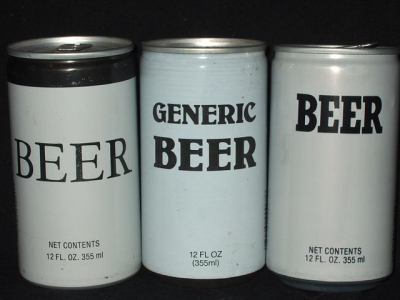 BEER
NET CONTENTS
12 FL. OZ. 355 ml
GENERIC
BEER
12 FL OZ
(355ml)
BEER
NET CONTENTS
12 FL. OZ. 355 ml